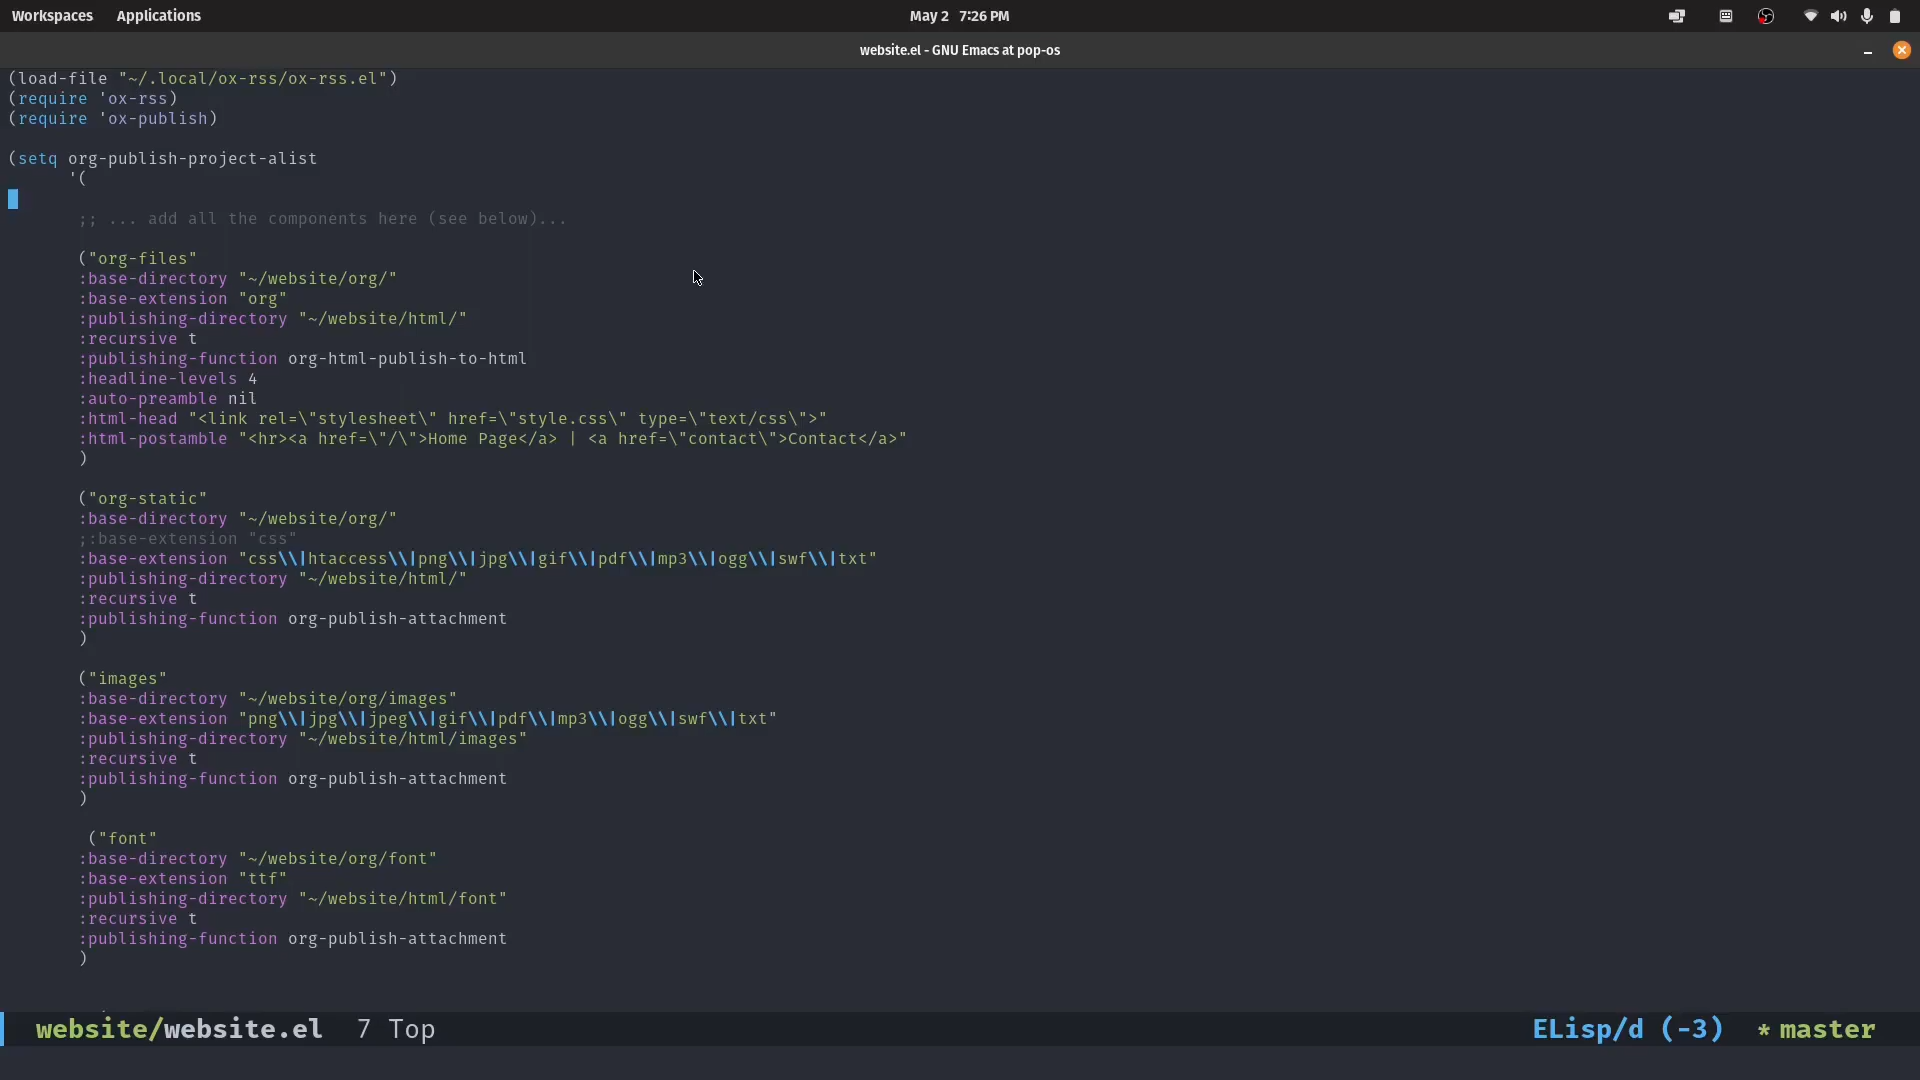 Workspaces Applications May 2 7:26 PM
website.el - GNU Emacs at pop-os
(load-file "~/.local/ox-rss/ox-rss.el")
(require 'ox-rss)
(require 'ox-publish)
(setq org-publish-project-alist
'(
;; ... add all the components here (see below)...
("org-files"
:base-directory "~/website/org/"
:base-extension "org"
:publishing-directory "~/website/html/"
:recursive t
:publishing-function org-html-publish-to-html
:headline-levels 4
:auto-preamble nil
:html-head "<link rel=\"stylesheet\" href=\"style.css\" type=\"text/css\">"
:html-postamble "<hr><a href=\"/\">Home Page</a> | <a href=\"contact\">Contact</a>"
)
("org-static"
:base-directory "~/website/org/"
;:base-extension "css"
:base-extension "css\\|htaccess\\|png\\|jpg\\|gif\\|pdf\\|mp3\\|ogg\\|swf\\|txt"
:publishing-directory "~/website/html/"
:recursive t
:publishing-function org-publish-attachment
)
("images"
:base-directory "~/website/org/images"
:base-extension "png\\|jpg\\|jpeg\\|gif\\|pdf\\|mp3\\|ogg\\|swf\\|txt"
:publishing-directory "~/website/html/images"
:recursive t
:publishing-function org-publish-attachment
)
("font"
:base-directory "~/website/org/font"
:base-extension "ttf"
:publishing-directory "~/website/html/font"
:recursive t
:publishing-function org-publish-attachment
)
website/website.el 7 Top ELisp/d (-3) * master